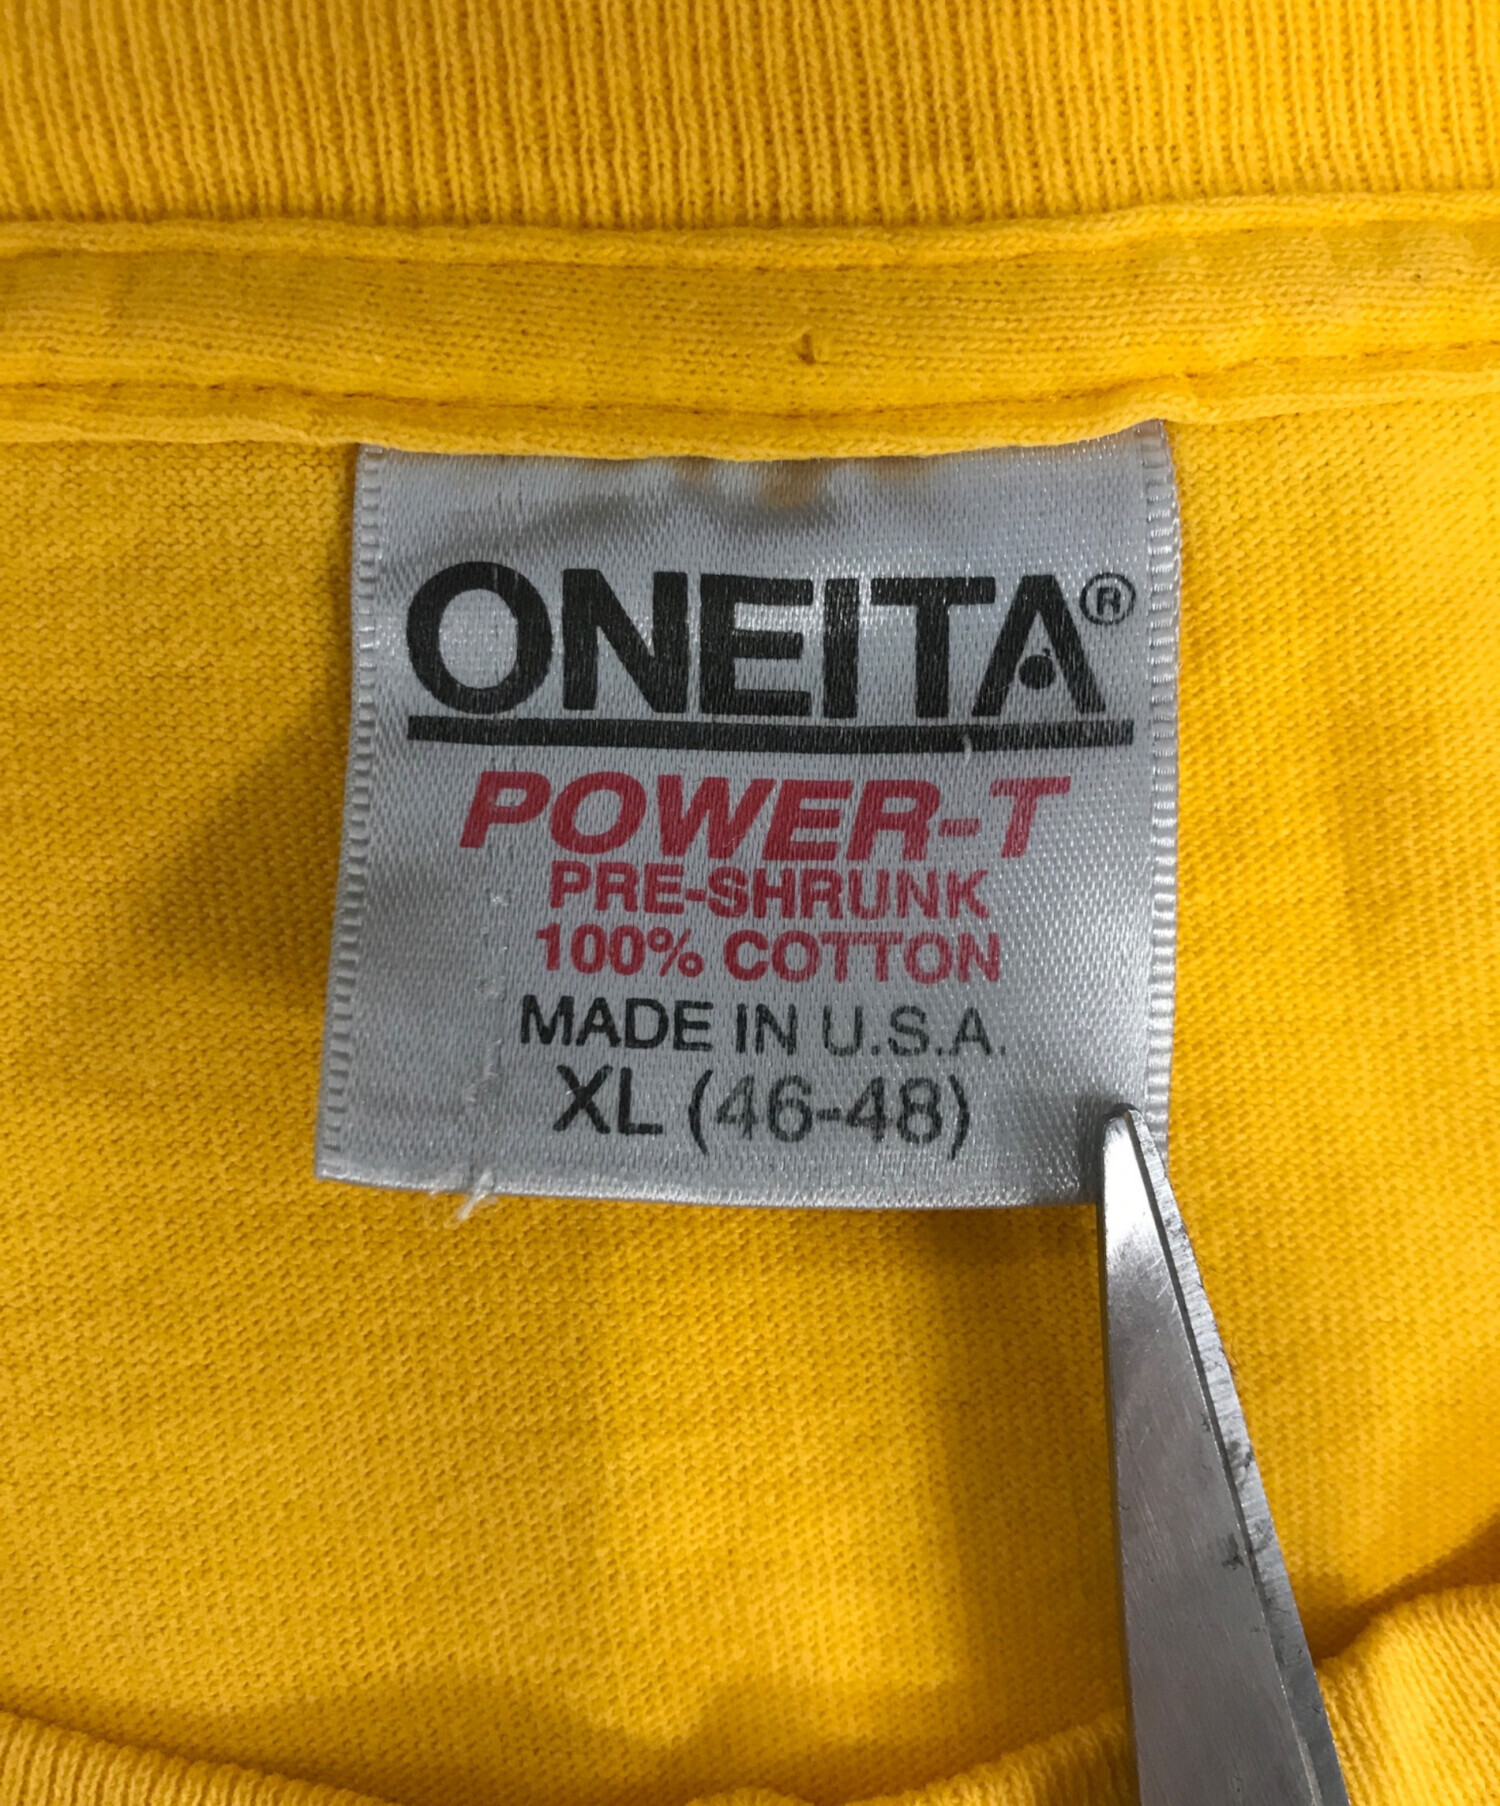 ONEITA®
POWER-T
PRE-SHRUNK
100% COTTON
MADE IN U.S.A.
XL (46-48)